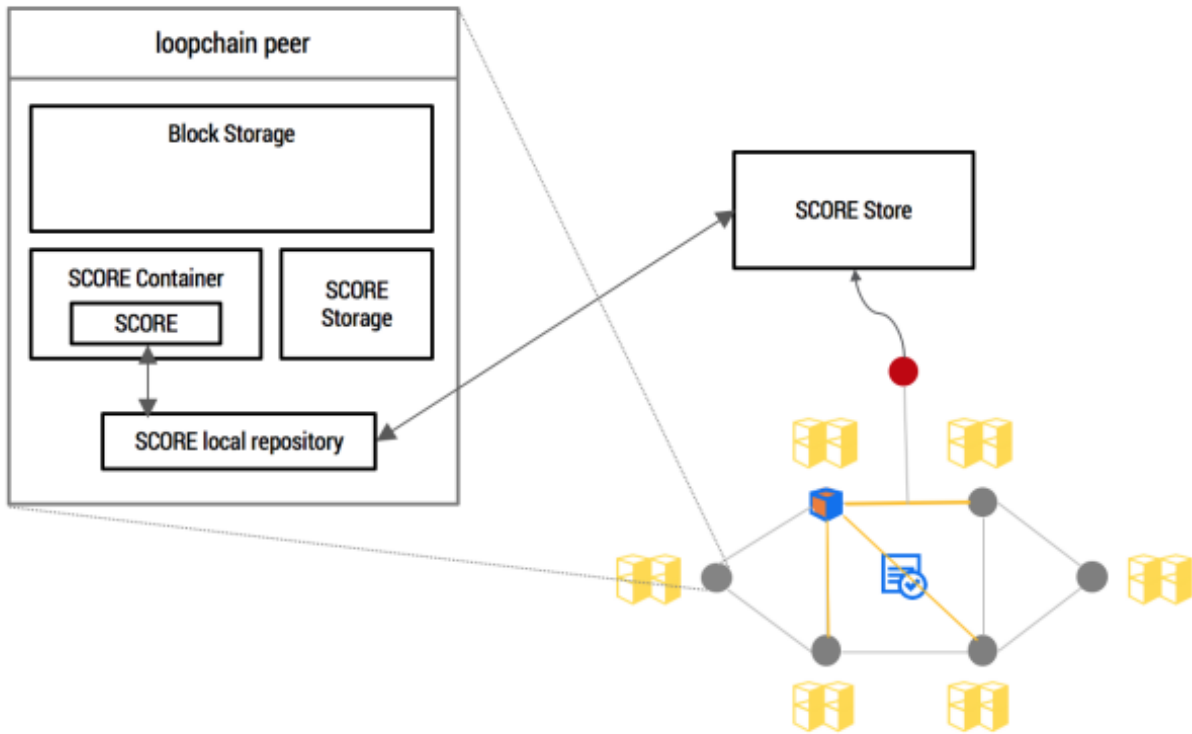 loopchain peer
Block Storage
SCORE Container
SCORE
SCORE
Storage
SCORE local repository
SCORE Store